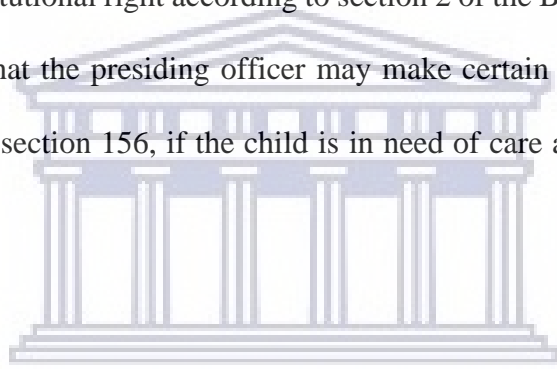 tutional right according to section 2 of the B
hat the presiding officer may make certain
section 156, if the child is in need of care a